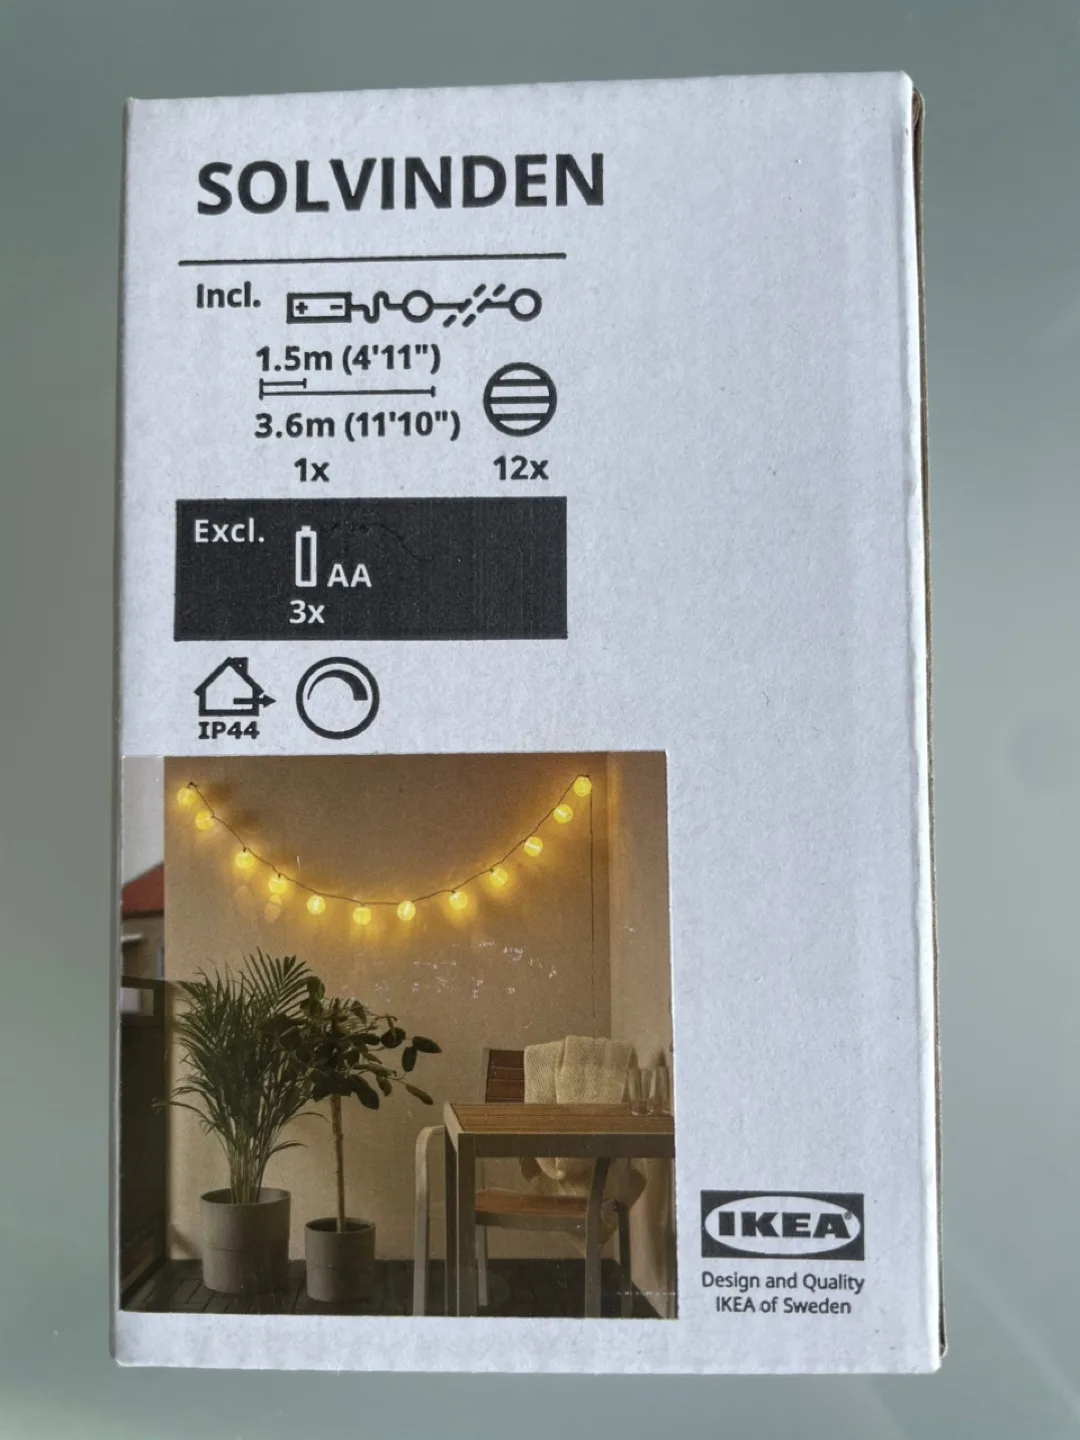 SOLVINDEN
Incl.
1.5m (4'11")
3.6m (11'10")
1x
12x
Excl.
AA
3x
IP44
IKEA®
Design and Quality
IKEA of Sweden